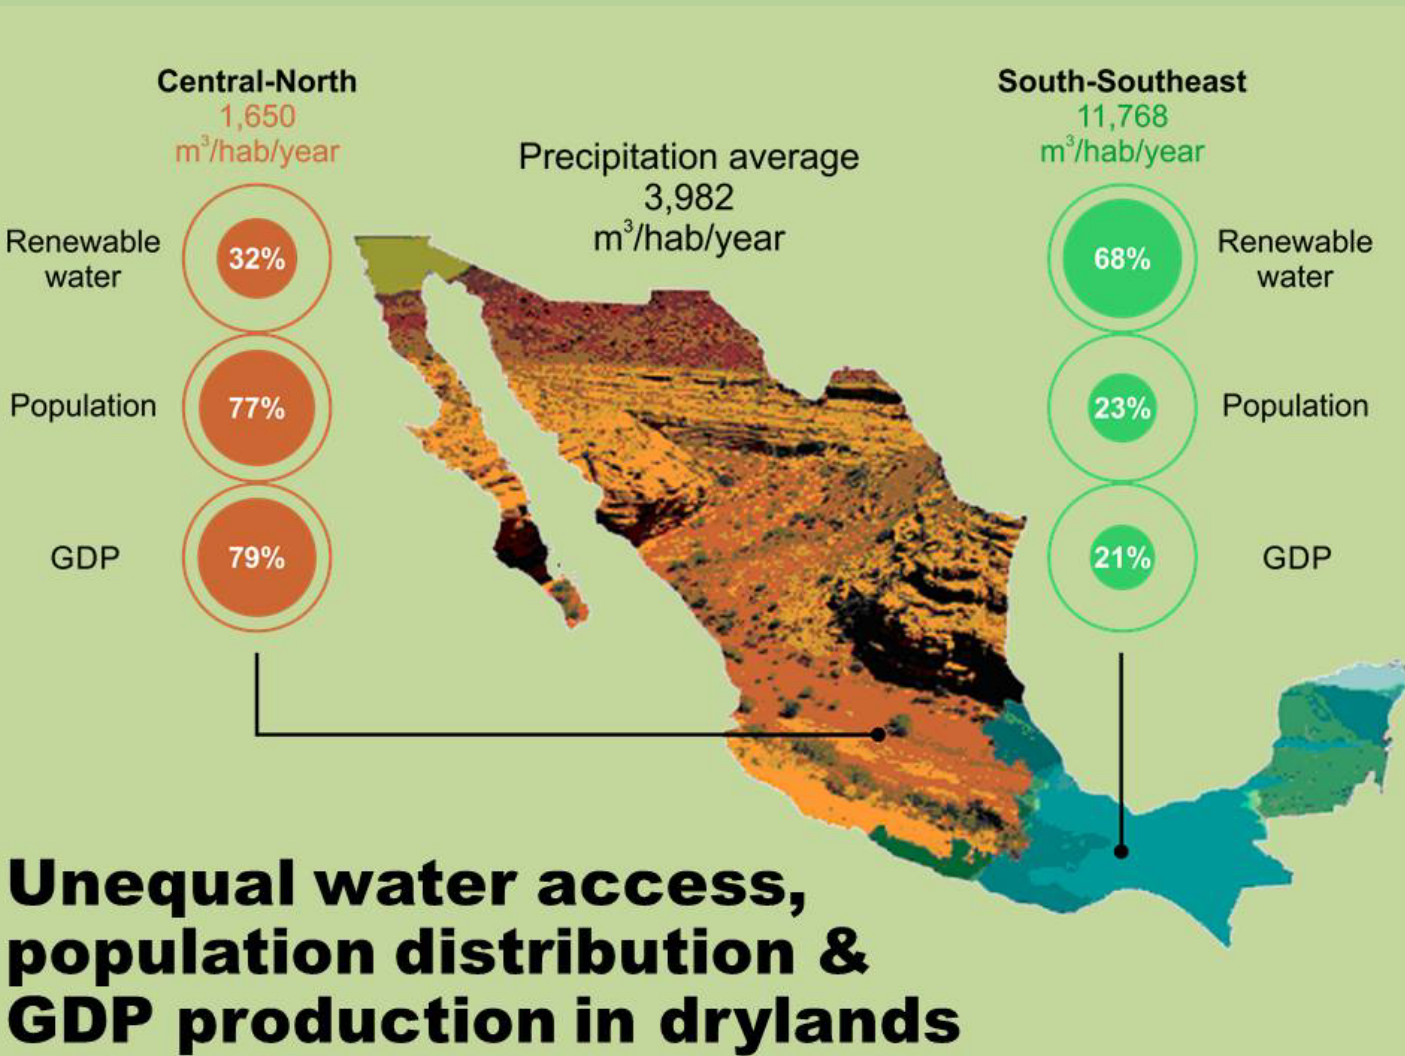 Central-North
1,650
m³/hab/year
Renewable
water
32%
Population
77%
GDP
79%
Precipitation average
3,982
m³/hab/year
South-Southeast
11,768
m³/hab/year
68%
Renewable
water
23%
Population
21%
GDP
Unequal water access,
population distribution &
GDP production in drylands